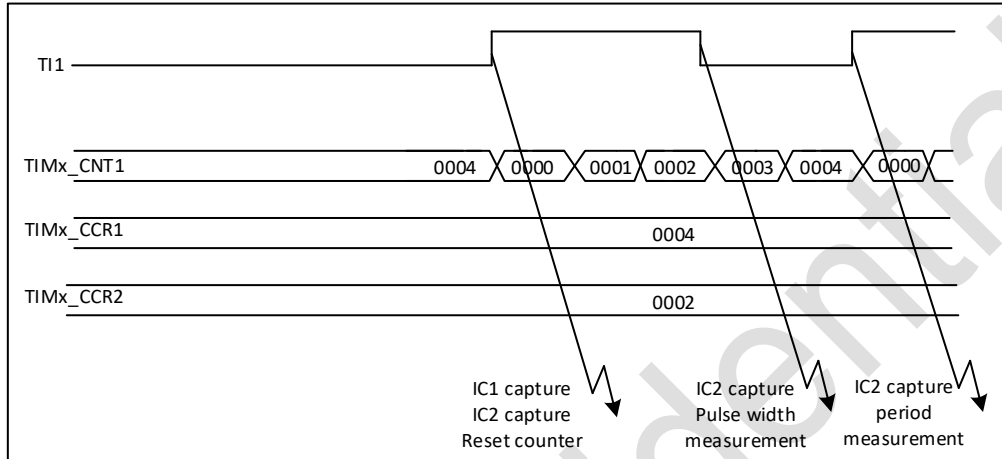 TI1
TIMx_CNT1
0004 0000 0001 0002 0003 0004 0000
TIMx_CCR1
0004
TIMx_CCR2
0002
IC1 capture
IC2 capture
Reset counter
IC2 capture
Pulse width
measurement
IC2 capture
period
measurement